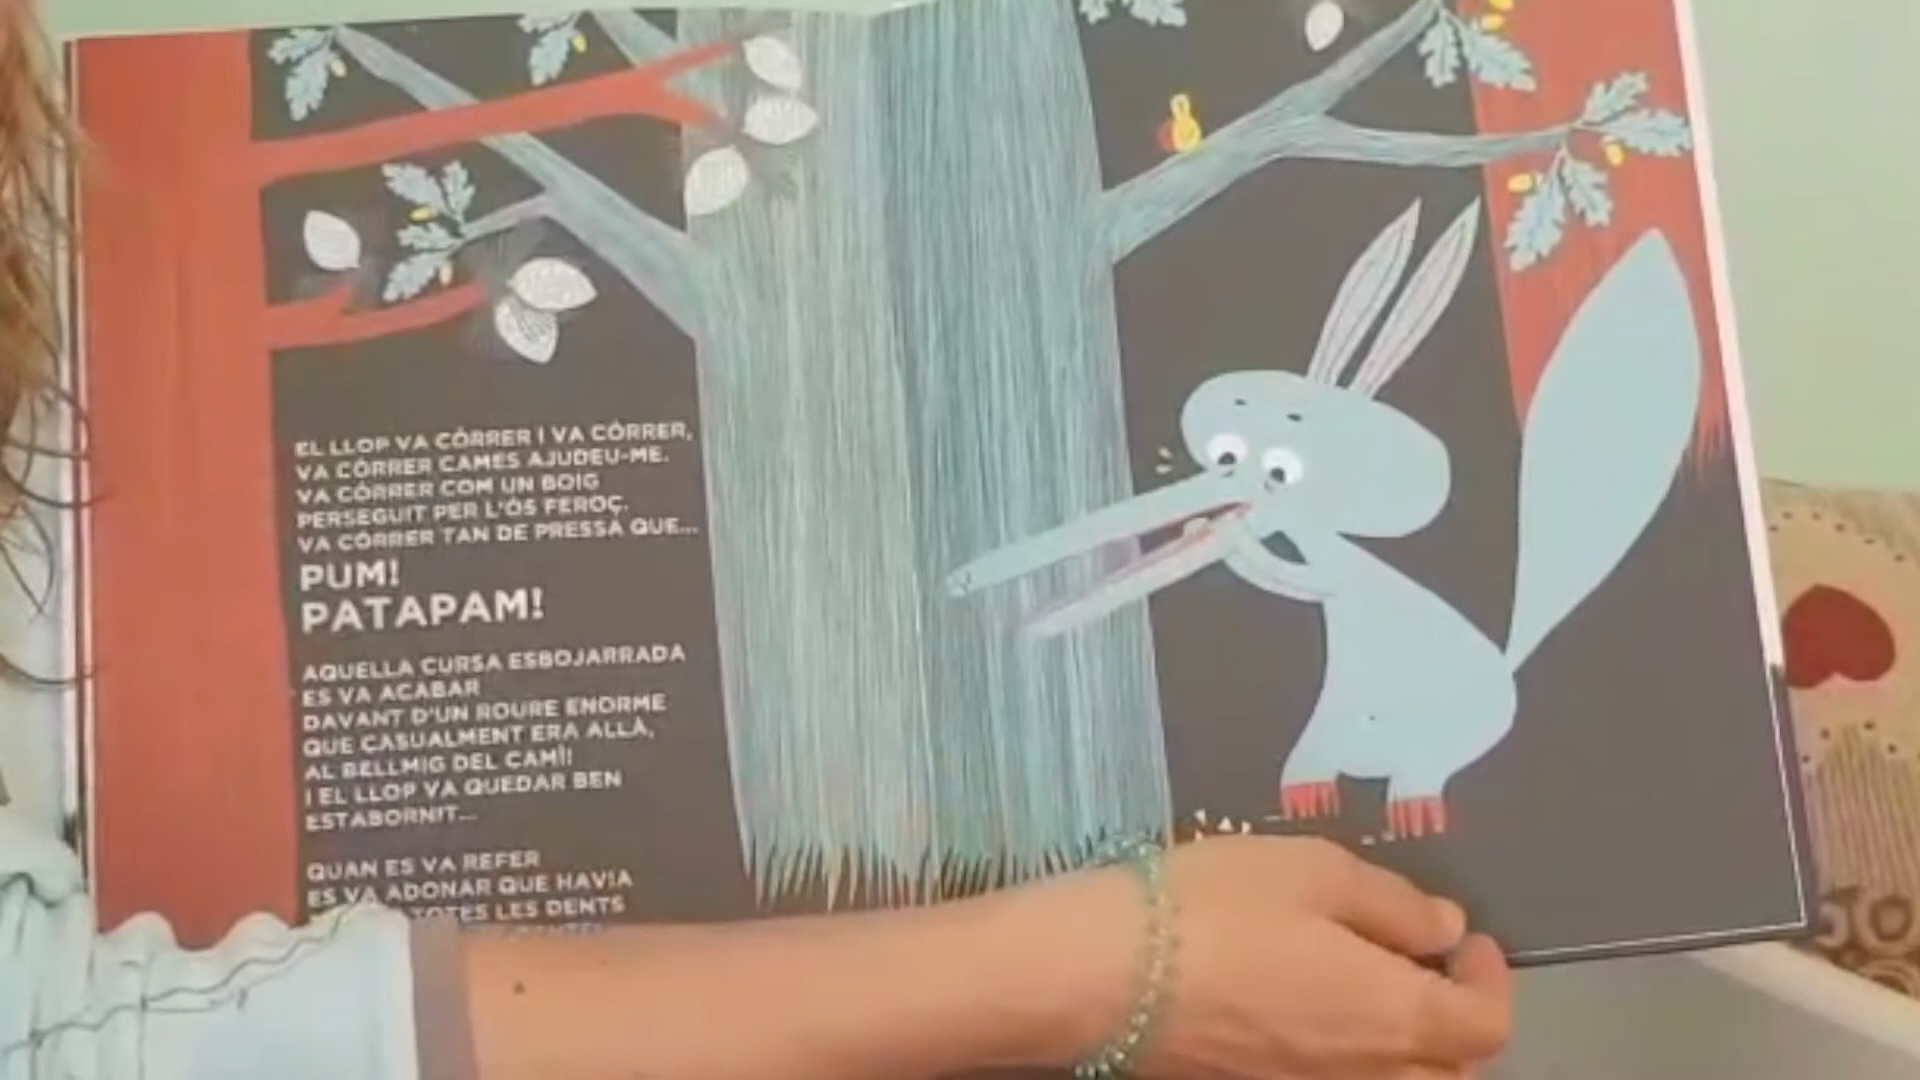 EL LLOP VA CÓRRER I VA CÓRRER,
VA CÓRRER CAMES AJUDEU-ME.
VA CÓRRER COM UN BOIG
PERSEGUIT PER L'ÓS FEROÇ.
VA CÓRRER TAN DE PRESSA QUE...
PUM!
PATAPAM!
AQUELLA CURSA ESBOJARRADA
ES VA ACABAR
DAVANT D'UN ROURE ENORME
QUE CASUALMENT ERA ALLÀ,
AL BELLMIG DEL CAMÍ!
I EL LLOP VA QUEDAR BEN
ESTABORNIT...
QUAN ES VA REFER
ES VA ADONAR QUE HAVIA
TOTES LES DENTS